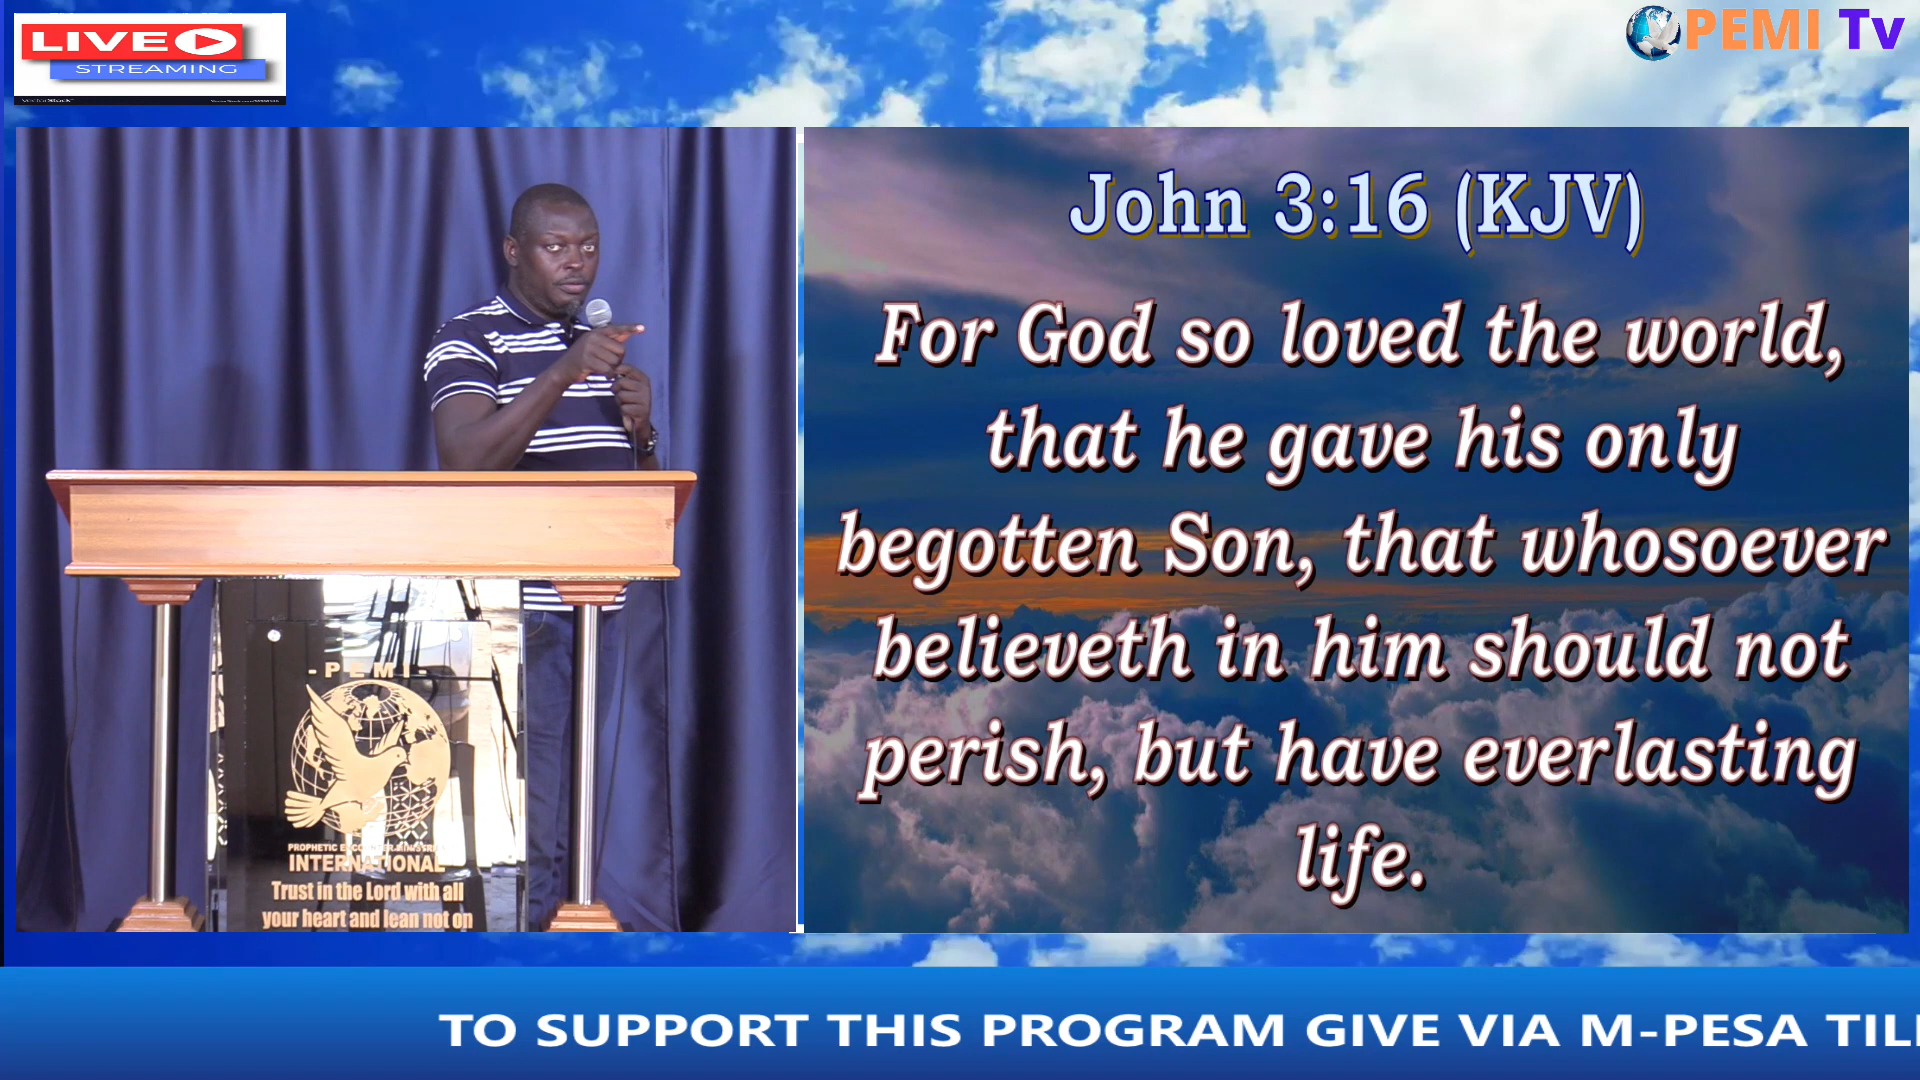 LIVE
STREAMING
PEMI Tv
John 3:16 (KJV)
For God so loved the world,
that he gave his only
begotten Son, that whosoever
believeth in him should not
perish, but have everlasting
life.
- P E M I -
PROPHETIC
INTERNATIONAL
Trust in the Lord with all
your heart and lean not on
TO SUPPORT THIS PROGRAM GIVE VIA M-PESA